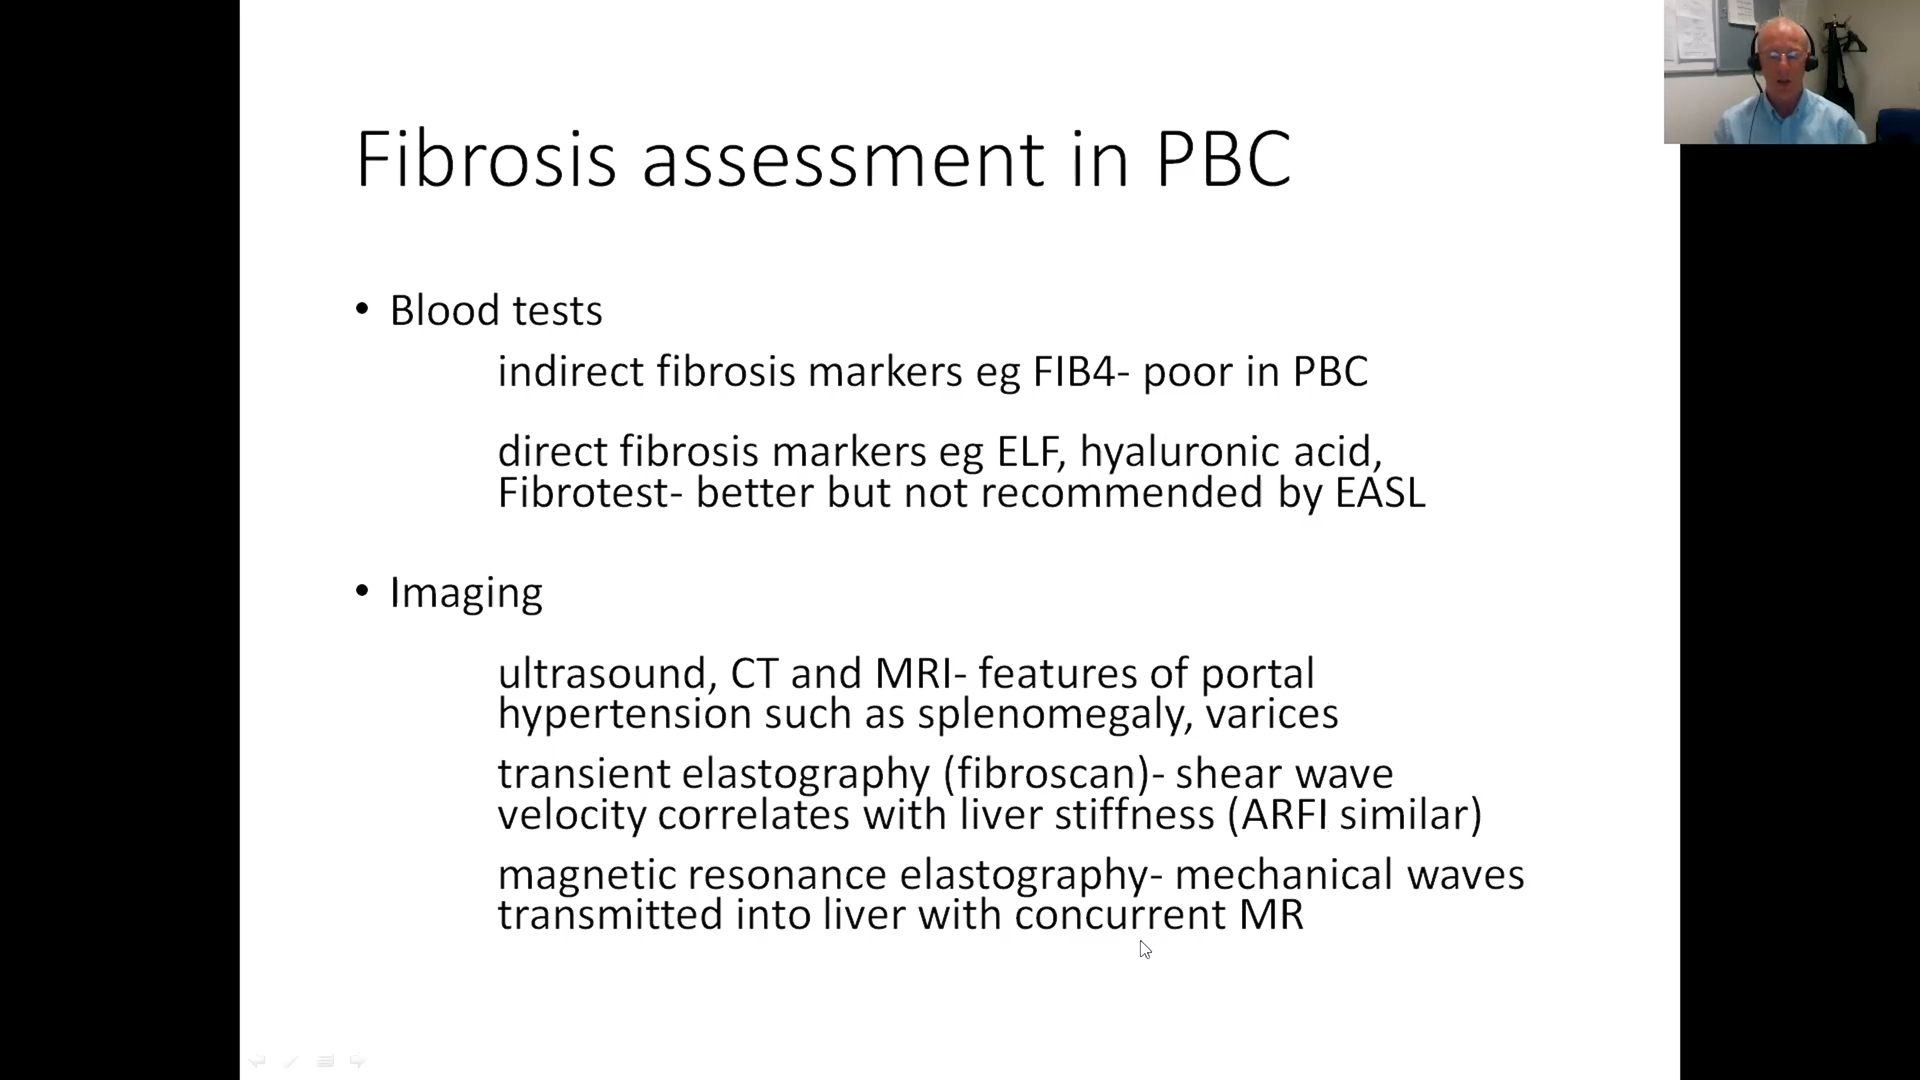 Fibrosis assessment in PBC
• Blood tests
indirect fibrosis markers eg FIB4- poor in PBC
direct fibrosis markers eg ELF, hyaluronic acid,
Fibrotest- better but not recommended by EASL
• Imaging
ultrasound, CT and MRI- features of portal
hypertension such as splenomegaly, varices
transient elastography (fibroscan)- shear wave
velocity correlates with liver stiffness (ARFI similar)
magnetic resonance elastography- mechanical waves
transmitted into liver with concurrent MR